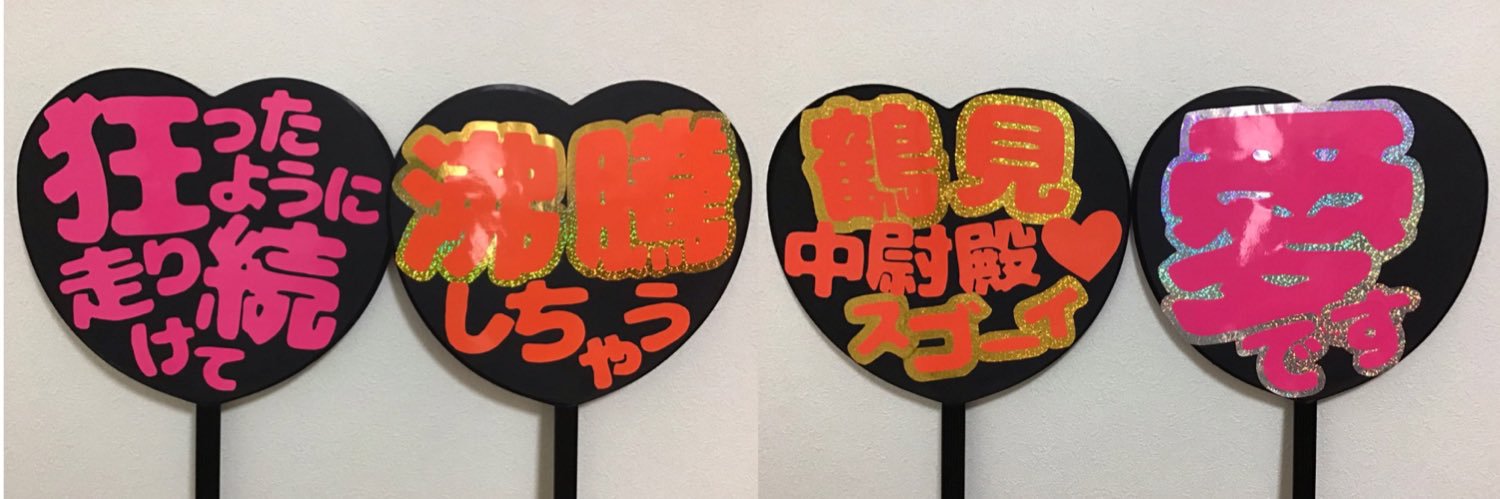 狂った
ように
走り続
けて
沸騰
しちゃう
鶴見
中尉殿♥
スゴーイ
愛
です